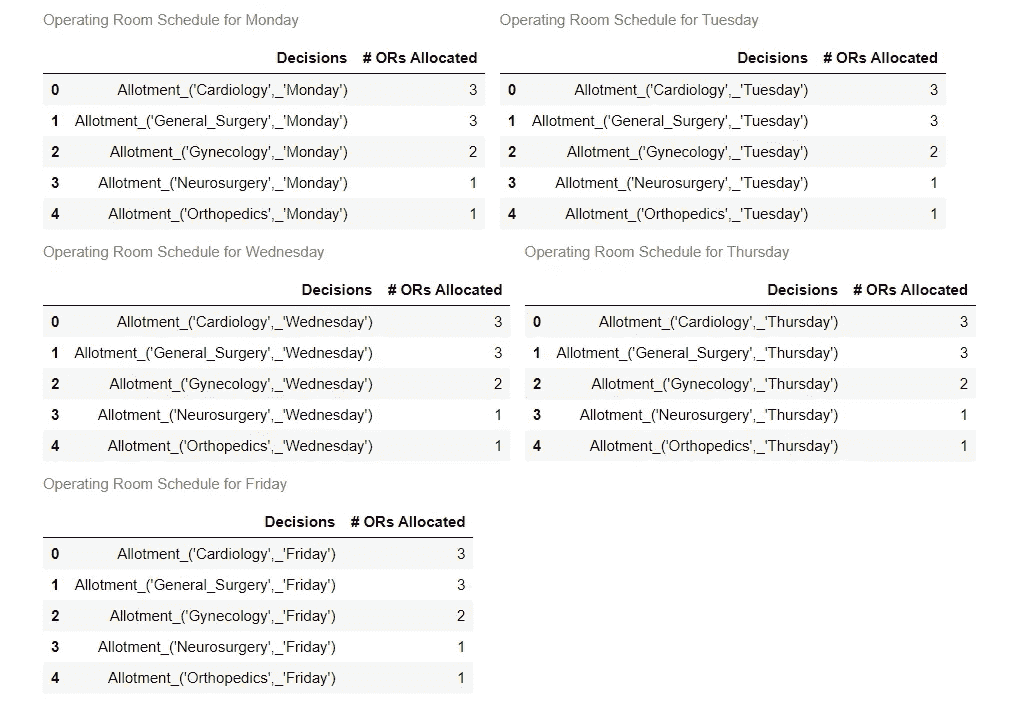 Operating Room Schedule for Monday
Decisions # ORs Allocated
0 Allotment_('Cardiology',_'Monday') 3
1 Allotment_('General_Surgery',_'Monday') 3
2 Allotment_('Gynecology',_'Monday') 2
3 Allotment_('Neurosurgery',_'Monday') 1
4 Allotment_('Orthopedics',_'Monday') 1
Operating Room Schedule for Tuesday
Decisions # ORs Allocated
0 Allotment_('Cardiology',_'Tuesday') 3
1 Allotment_('General_Surgery',_'Tuesday') 3
2 Allotment_('Gynecology',_'Tuesday') 2
3 Allotment_('Neurosurgery',_'Tuesday') 1
4 Allotment_('Orthopedics',_'Tuesday') 1
Operating Room Schedule for Wednesday
Decisions # ORs Allocated
0 Allotment_('Cardiology',_'Wednesday') 3
1 Allotment_('General_Surgery',_'Wednesday') 3
2 Allotment_('Gynecology',_'Wednesday') 2
3 Allotment_('Neurosurgery',_'Wednesday') 1
4 Allotment_('Orthopedics',_'Wednesday') 1
Operating Room Schedule for Thursday
Decisions # ORs Allocated
0 Allotment_('Cardiology',_'Thursday') 3
1 Allotment_('General_Surgery',_'Thursday') 3
2 Allotment_('Gynecology',_'Thursday') 2
3 Allotment_('Neurosurgery',_'Thursday') 1
4 Allotment_('Orthopedics',_'Thursday') 1
Operating Room Schedule for Friday
Decisions # ORs Allocated
0 Allotment_('Cardiology',_'Friday') 3
1 Allotment_('General_Surgery',_'Friday') 3
2 Allotment_('Gynecology',_'Friday') 2
3 Allotment_('Neurosurgery',_'Friday') 1
4 Allotment_('Orthopedics',_'Friday') 1